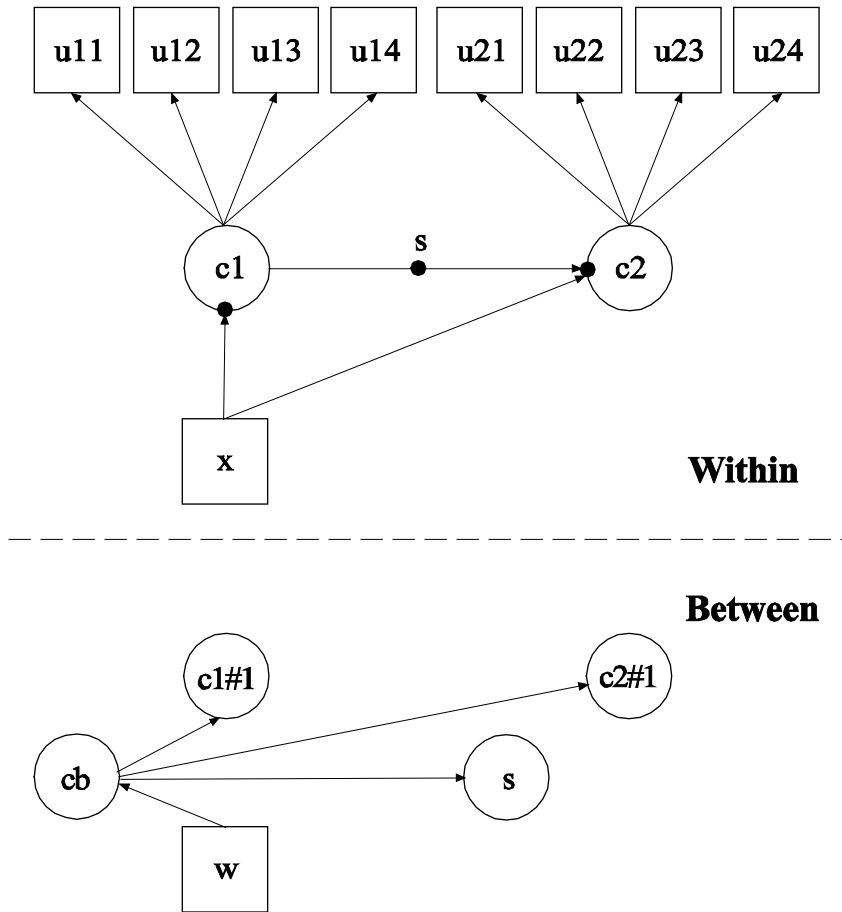 u11 u12 u13 u14 u21 u22 u23 u24
s
c1 c2
x
Within
Between
c1#1 c2#1
cb s
w